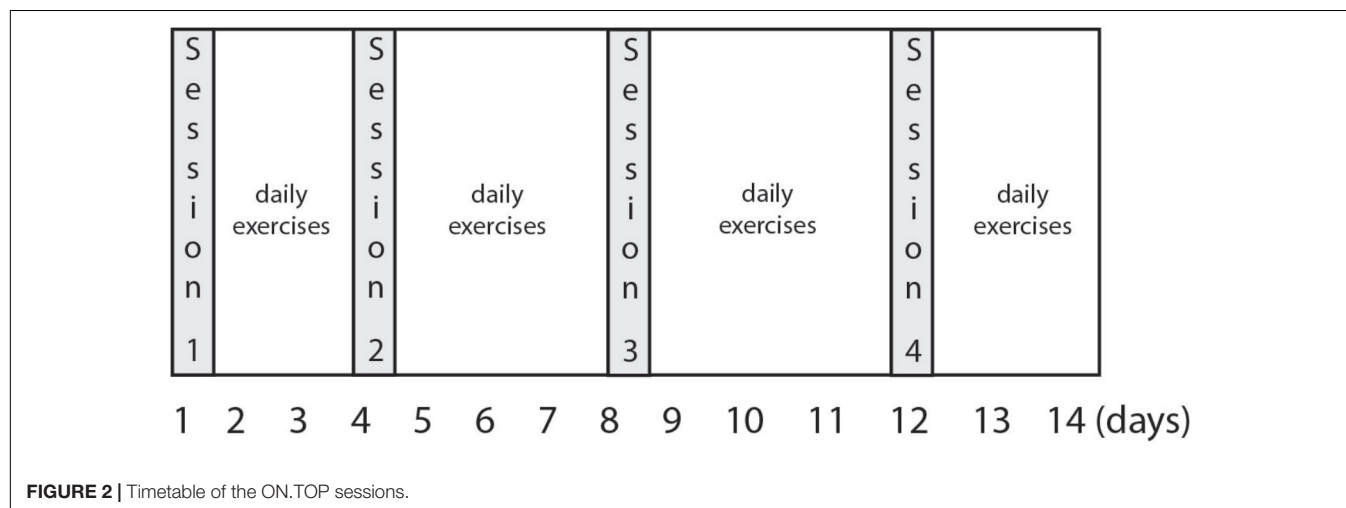 Session 1
daily
exercises
Session 2
daily
exercises
Session 3
daily
exercises
Session 4
daily
exercises
1 2 3 4 5 6 7 8 9 10 11 12 13 14 (days)
FIGURE 2 | Timetable of the ON.TOP sessions.